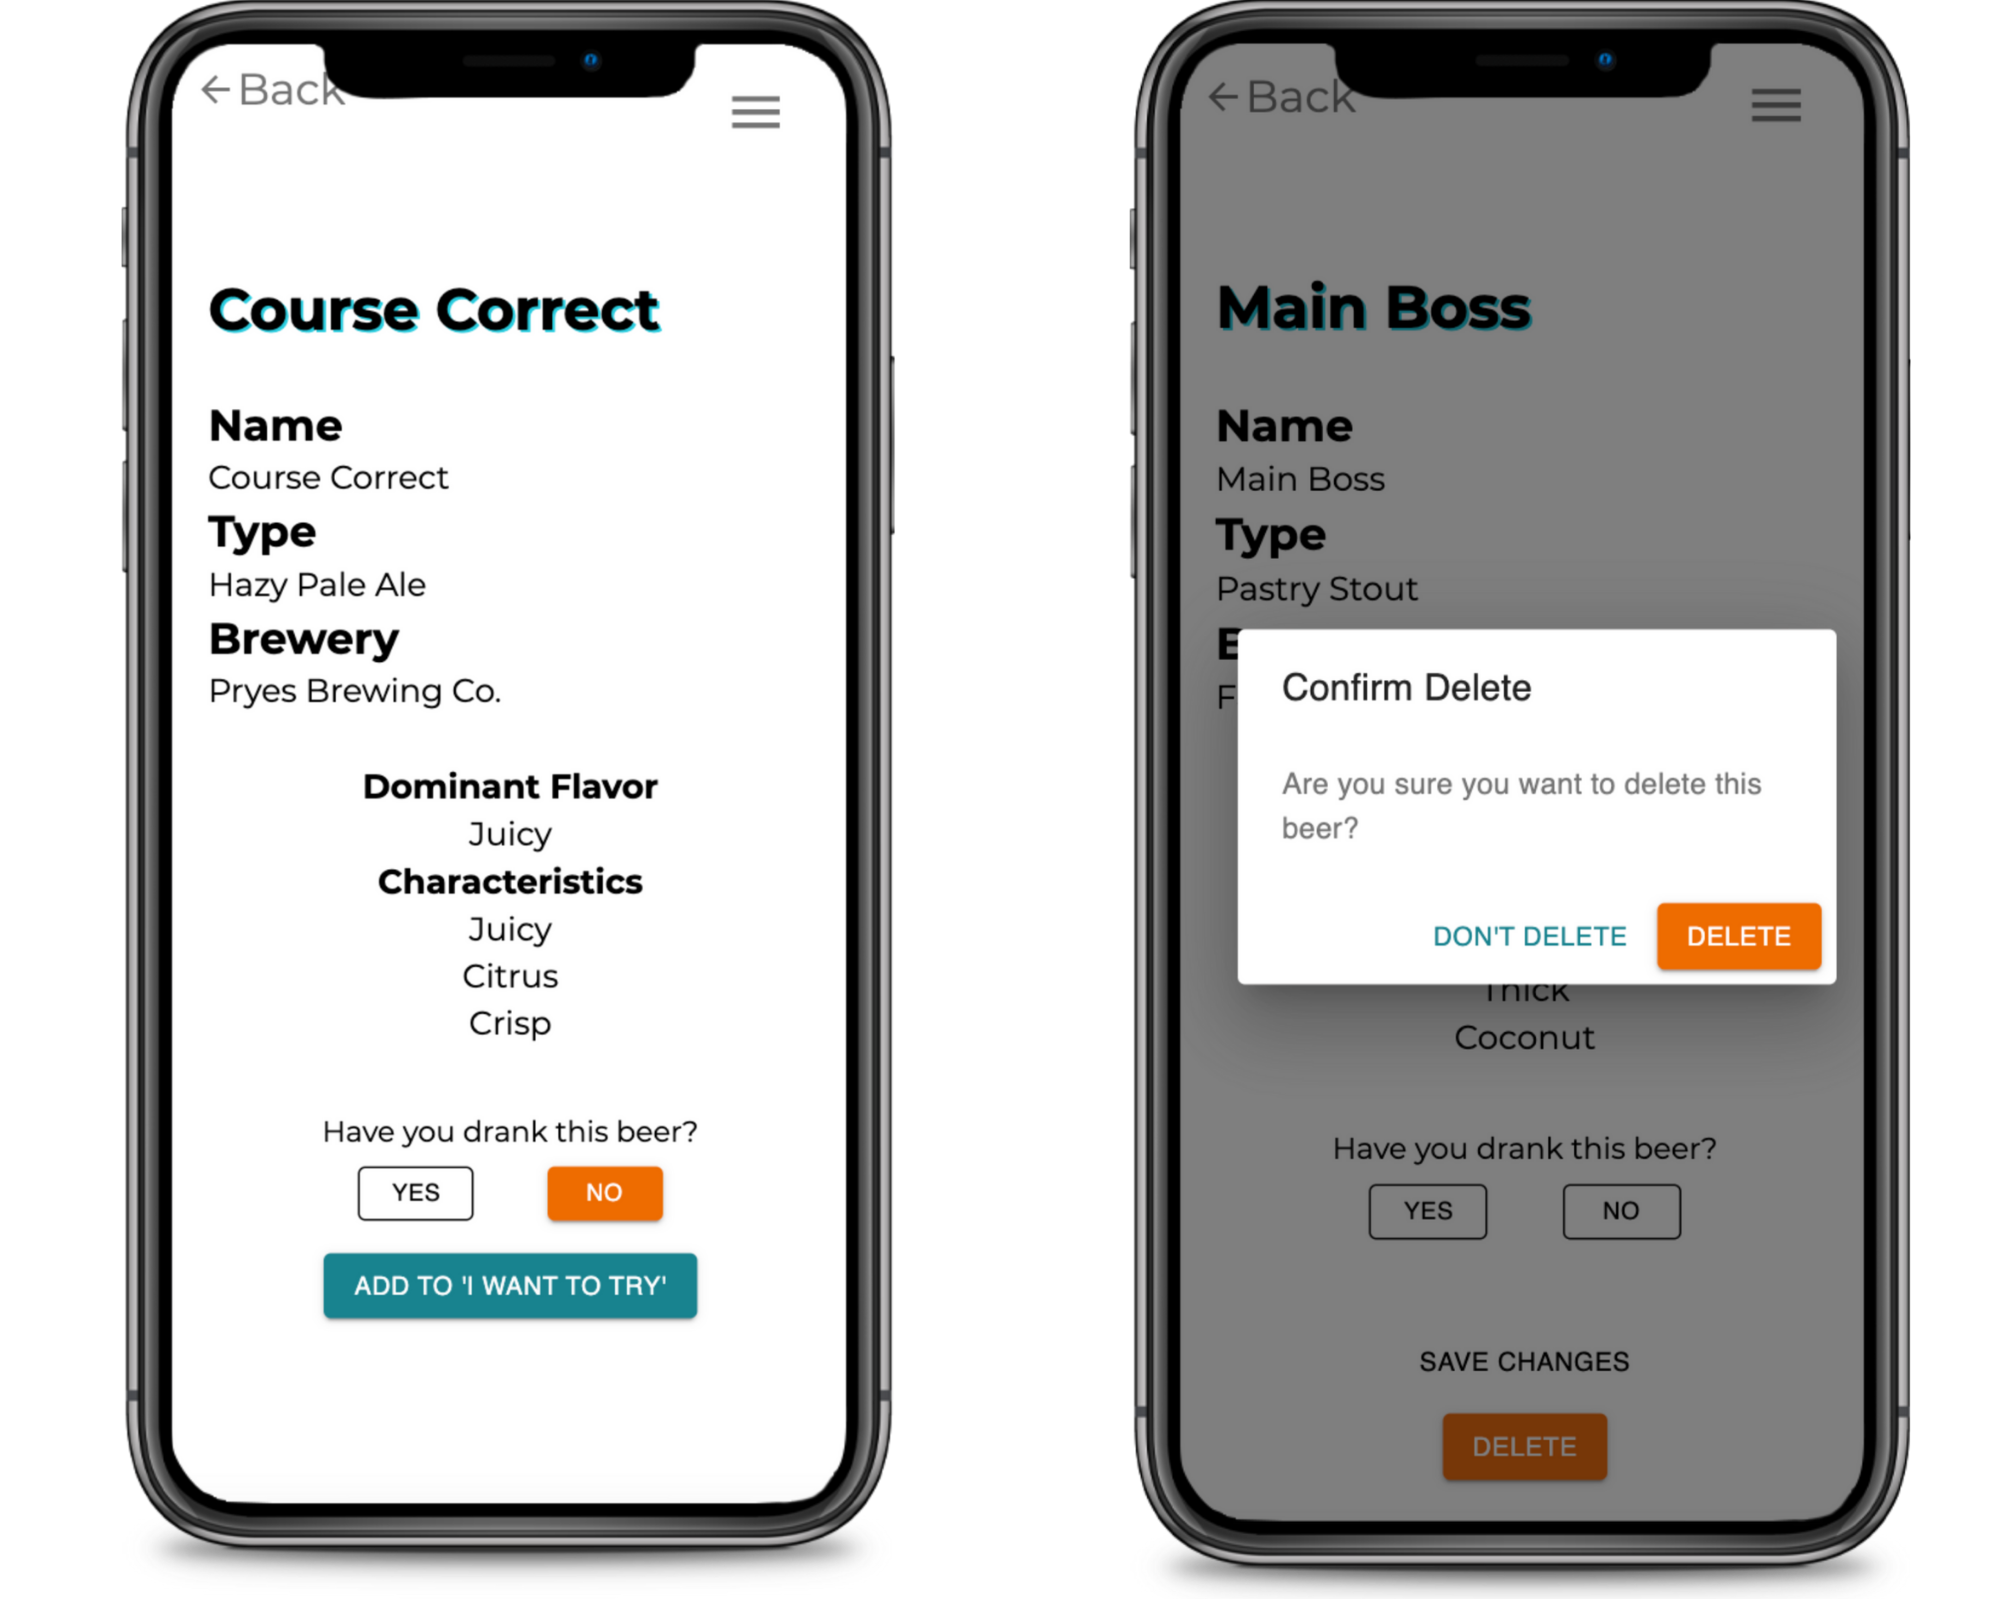 Back
Course Correct
Name
Course Correct
Type
Hazy Pale Ale
Brewery
Pryes Brewing Co.
Dominant Flavor
Juicy
Characteristics
Juicy
Citrus
Crisp
Have you drank this beer?
YES
NO
ADD TO 'I WANT TO TRY'
Back
Main Boss
Name
Main Boss
Type
Pastry Stout
Confirm Delete
Are you sure you want to delete this
beer?
DON'T DELETE
DELETE
Thick
Coconut
Have you drank this beer?
YES
NO
SAVE CHANGES
DELETE